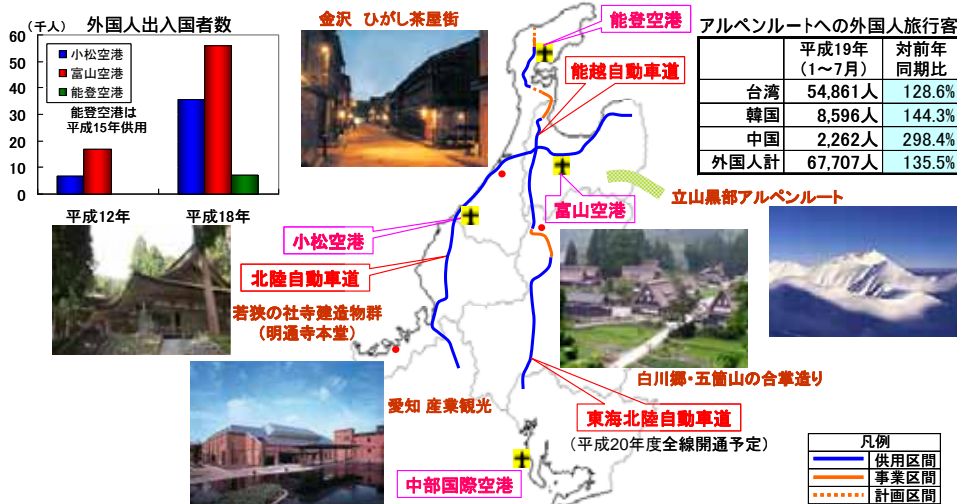 外国人出入国者数
(千人)
60
50
40
30
20
10
0
小松空港
富山空港
能登空港
能登空港は
平成15年供用
平成12年
平成18年
金沢 ひがし茶屋街
能登空港
能越自動車道
アルペンルートへの外国人旅行客
平成19年
(1～7月)
対前年
同期比
台湾 54,861人 128.6%
韓国 8,596人 144.3%
中国 2,262人 298.4%
外国人計 67,707人 135.5%
立山黒部アルペンルート
富山空港
小松空港
北陸自動車道
若狭の社寺建造物群
(明通寺本堂)
白川郷・五箇山の合掌造り
愛知 産業観光
東海北陸自動車道
(平成20年度全線開通予定)
中部国際空港
凡例
供用区間
事業区間
計画区間